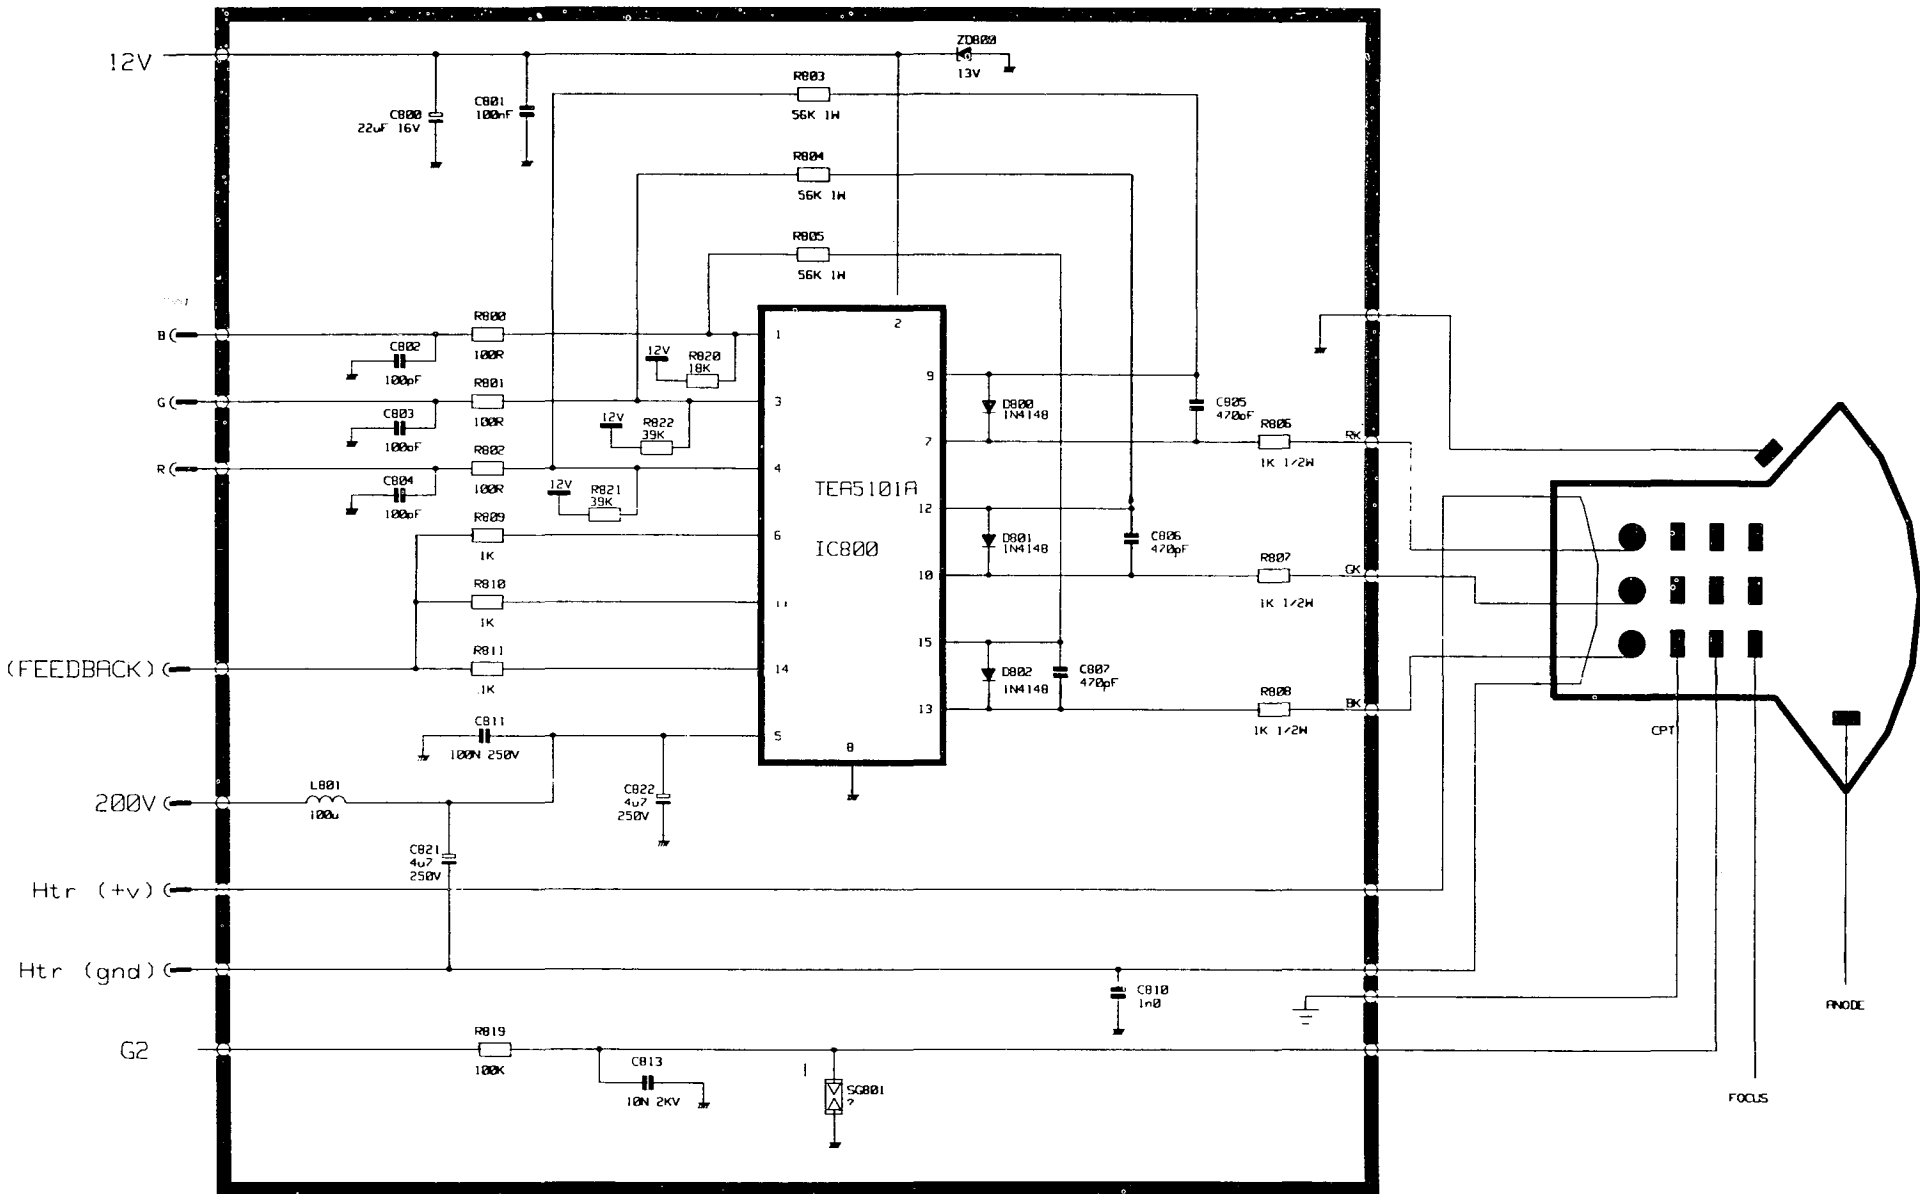 12V
C800
22uF 16V
C801
100nF
ZD800
13V
R803
56K 1W
R804
56K 1W
R805
56K 1W
B
R800
100R
C802
100pF
12V
R820
18K
1
2
G
R801
100R
C803
100pF
12V
R822
39K
3
R
R802
100R
C804
100pF
12V
R821
39K
4
TEA5101A
IC800
R809
1K
6
R810
1K
11
(FEEDBACK)
R811
1K
14
C811
100N 250V
5
8
200V
L801
100u
C822
4u7
250V
C821
4u7
250V
9
D800
1N4148
C805
470pF
7
R806
1K 1/2W
RK
12
D801
1N4148
C806
470pF
10
R807
1K 1/2W
GK
15
D802
1N4148
C807
470pF
13
R808
1K 1/2W
BK
CPT
Htr (+v)
Htr (gnd)
C810
1n0
G2
R819
100K
C813
10N 2KV
SG801
?
ANODE
FOCUS